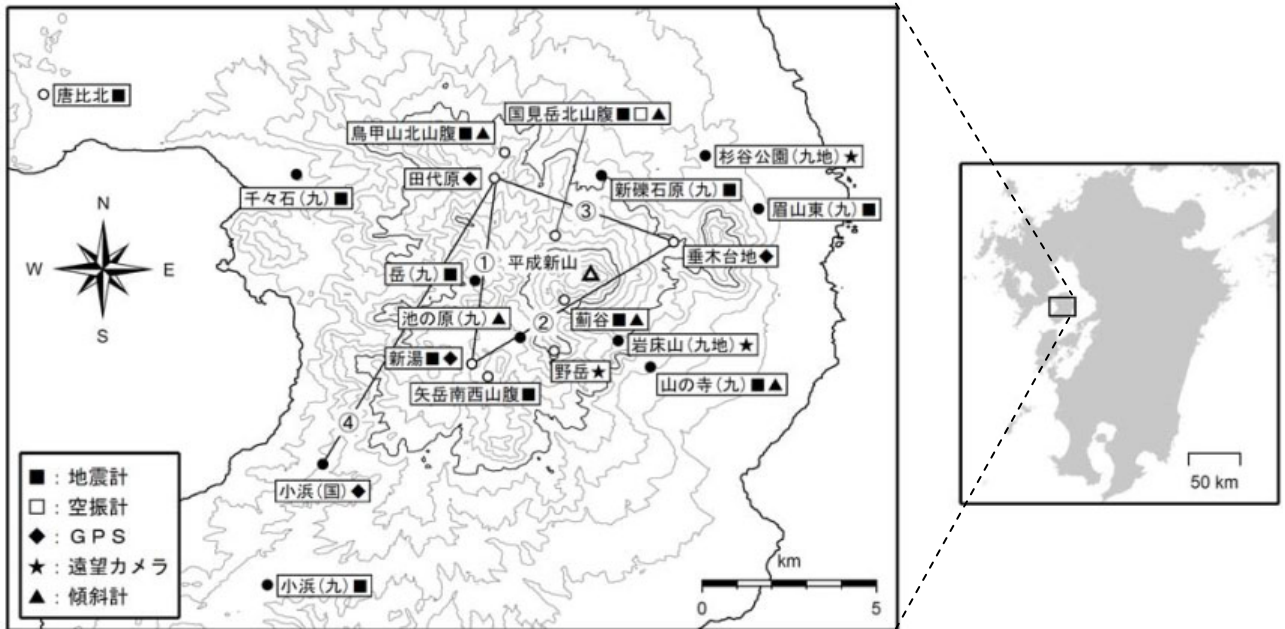 唐比北■
国見岳北山腹■□▲
鳥甲山北山腹■▲
杉谷公園(九地)★
田代原◆
新礫石原(九)■
千々石(九)■
③
眉山東(九)■
N
W
E
S
①
平成新山
垂木台地◆
岳(九)■
池の原(九)▲
②
薊谷■▲
岩床山(九地)★
新湯■◆
野岳★
山の寺(九)■▲
矢岳南西山腹■
④
小浜(国)◆
小浜(九)■
■:地震計
□:空振計
◆:GPS
★:遠望カメラ
▲:傾斜計
km
0 5
50 km